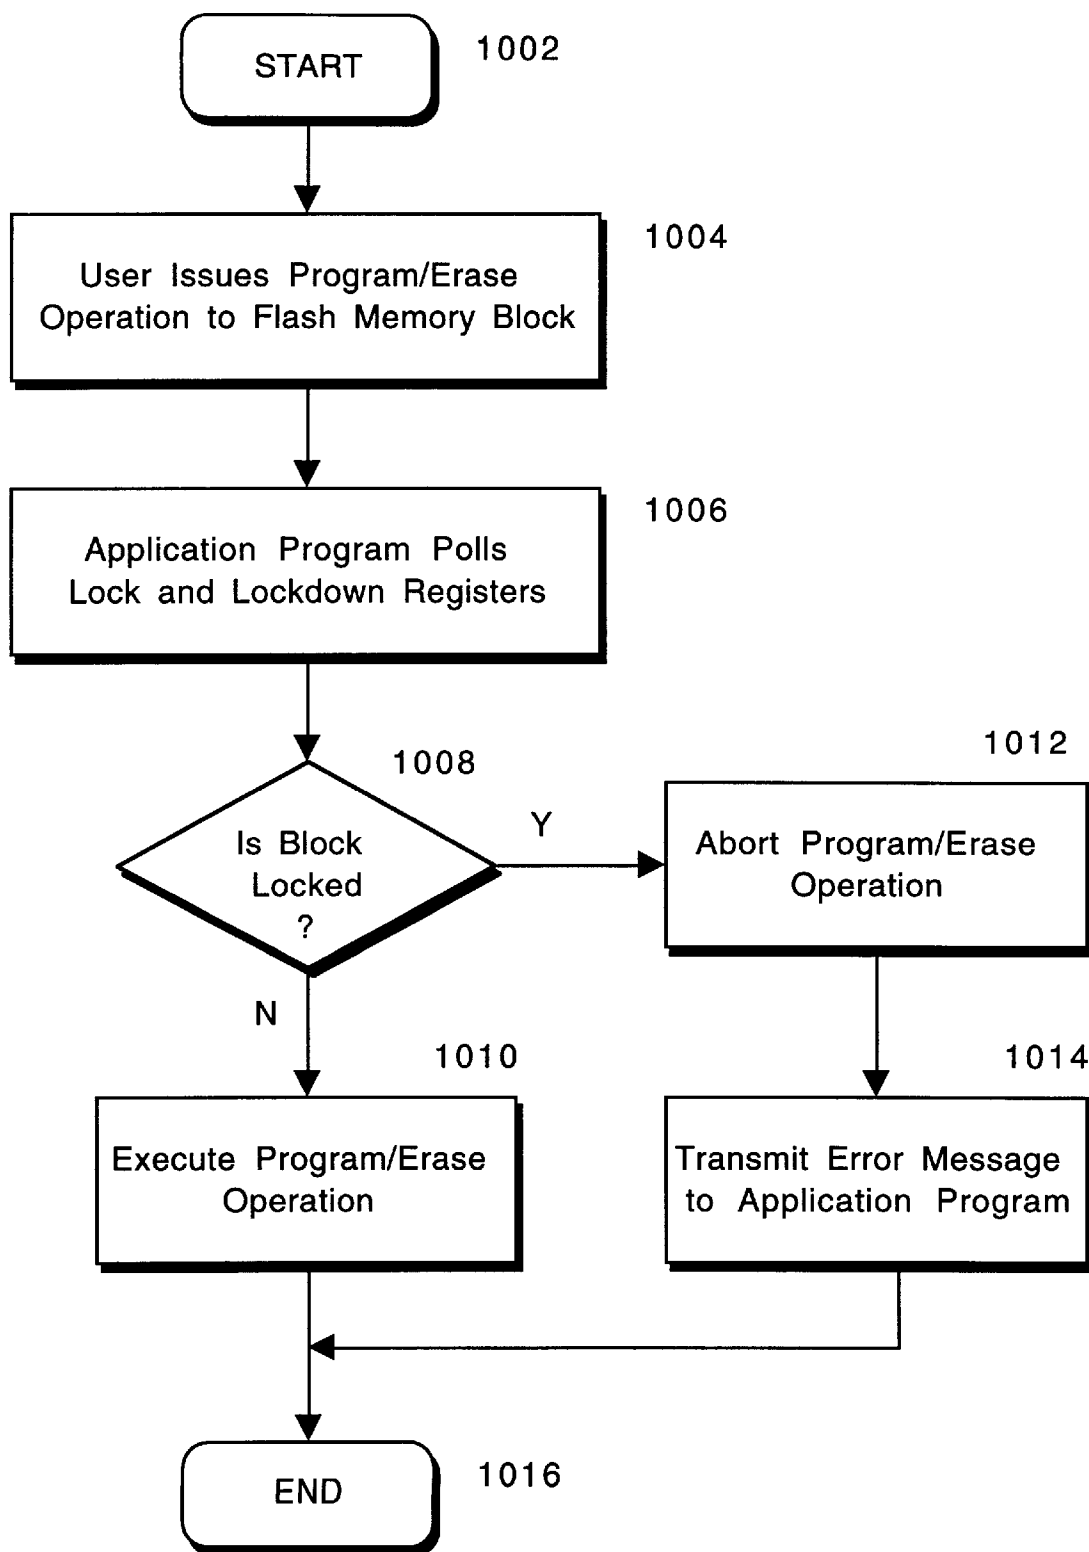 START
1002
User Issues Program/Erase
Operation to Flash Memory Block
1004
Application Program Polls
Lock and Lockdown Registers
1006
1008
Is Block
Locked
?
Y
N
1012
Abort Program/Erase
Operation
1010
Execute Program/Erase
Operation
1014
Transmit Error Message
to Application Program
END
1016